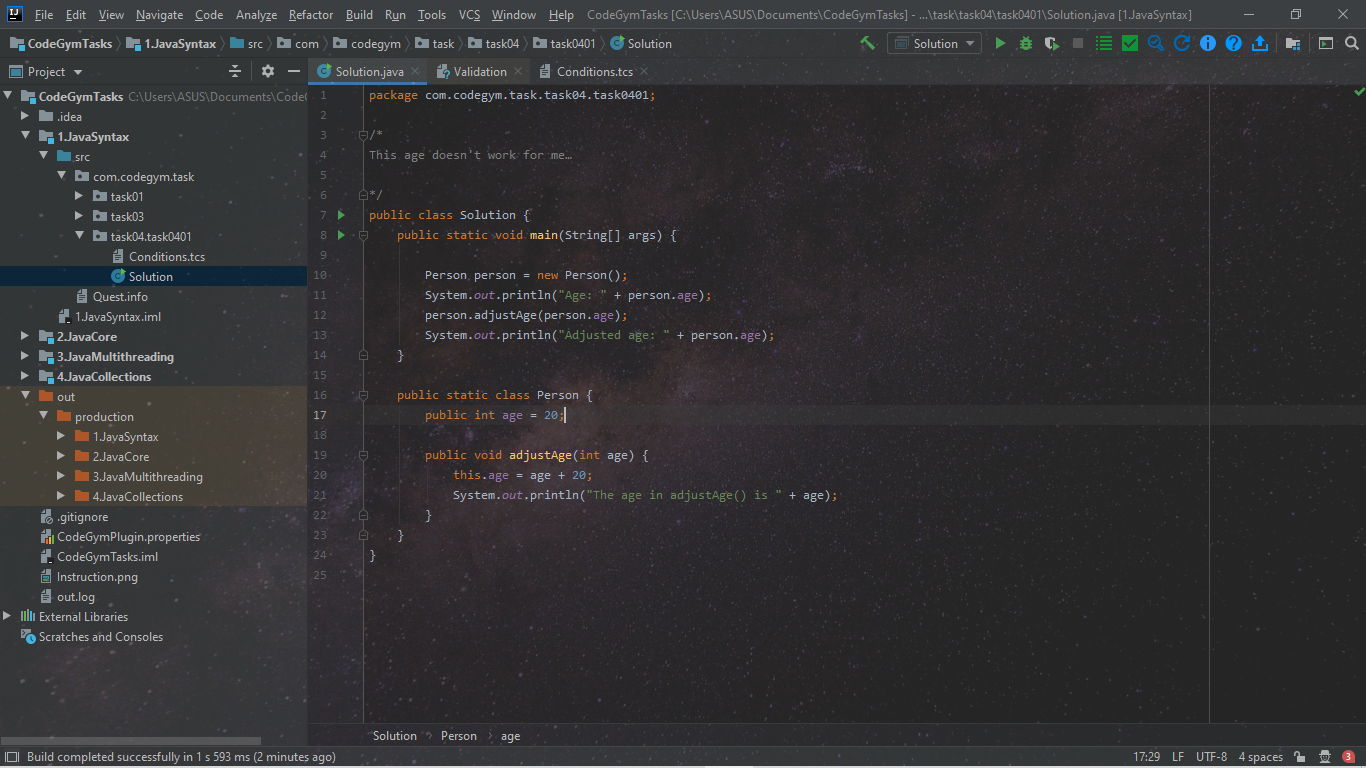 File Edit View Navigate Code Analyze Refactor Build Run Tools VCS Window Help CodeGymTasks [C:\Users\ASUS\Documents\CodeGymTasks] - ...\task\task04\task0401\Solution.java [1.JavaSyntax]
CodeGymTasks 1.JavaSyntax src com codegym task task04 task0401 Solution
Solution
Project
Solution.java Validation Conditions.tcs
CodeGymTasks C:\Users\ASUS\Documents\Code
.idea
1.JavaSyntax
src
com.codegym.task
task01
task03
task04.task0401
Conditions.tcs
Solution
Quest.info
1.JavaSyntax.iml
2.JavaCore
3.JavaMultithreading
4.JavaCollections
out
production
1.JavaSyntax
2.JavaCore
3.JavaMultithreading
4.JavaCollections
.gitignore
CodeGymPlugin.properties
CodeGymTasks.iml
Instruction.png
out.log
External Libraries
Scratches and Consoles
1 package com.codegym.task.task04.task0401;
2
3 /*
4 This age doesn't work for me…
5
6 */
7 public class Solution {
8 public static void main(String[] args) {
9
10 Person person = new Person();
11 System.out.println("Age: " + person.age);
12 person.adjustAge(person.age);
13 System.out.println("Adjusted age: " + person.age);
14 }
15
16 public static class Person {
17 public int age = 20;
18
19 public void adjustAge(int age) {
20 this.age = age + 20;
21 System.out.println("The age in adjustAge() is " + age);
22 }
23 }
24 }
25
Solution Person age
Build completed successfully in 1 s 593 ms (2 minutes ago)
17:29 LF UTF-8 4 spaces 3